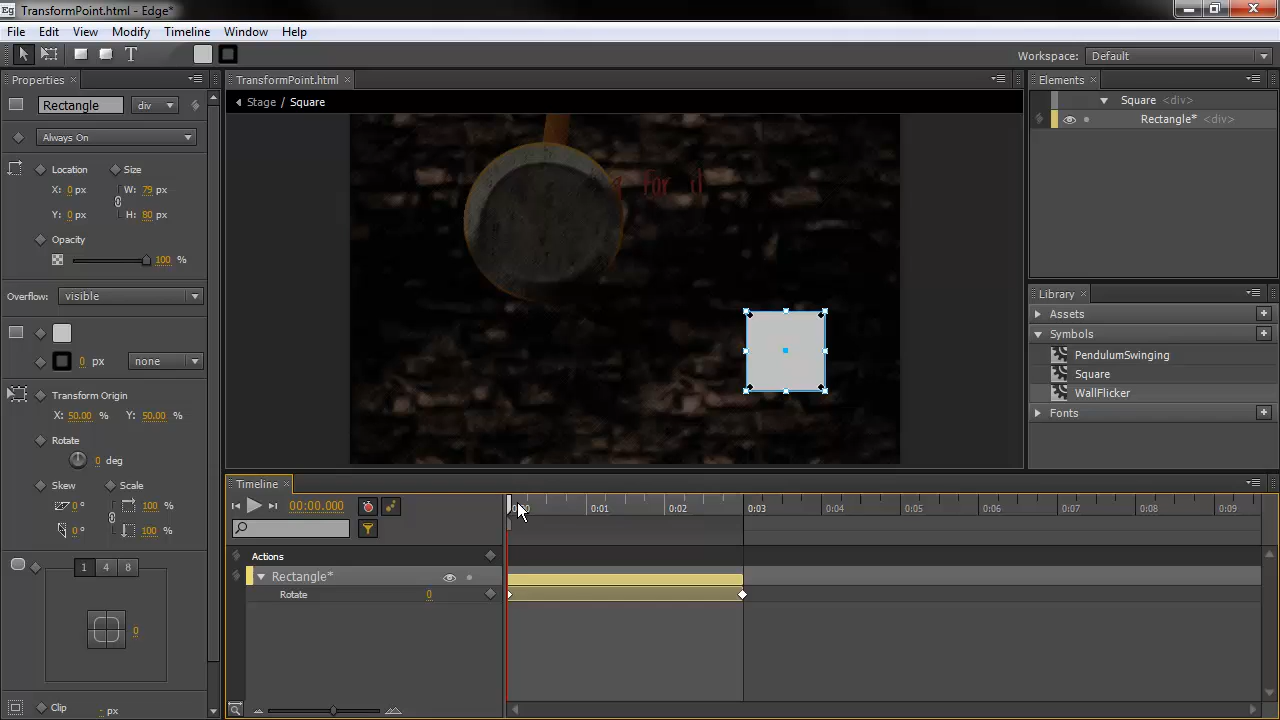 Eg TransformPoint.html - Edge*
File Edit View Modify Timeline Window Help
T Workspace: Default
Properties TransformPoint.html Elements
Rectangle div Stage / Square Square <div>
Rectangle* <div>
Always On
Location Size
X: 0 px W: 79 px
Y: 0 px H: 80 px
for it
Opacity
100 %
Overflow: visible
Library
Assets
Symbols
0 px none
PendulumSwinging
Square
WallFlicker
Fonts
Transform Origin
X: 50.00 % Y: 50.00 %
Rotate
0 deg
Skew Scale
0° 100 %
0° 100 %
Timeline
00:00.000 0:01 0:02 0:03 0:04 0:05 0:06 0:07 0:08 0:09
Actions
Rectangle*
Rotate 0
1 4 8
0
Clip - px